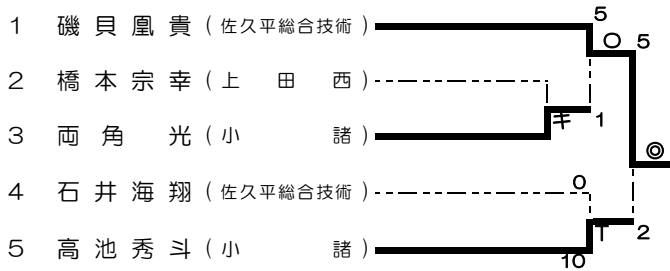 5
1 磯貝凰貴(佐久平総合技術) ○ 5
2 橋本宗幸(上田西)
キ 1
3 両角光(小諸)
◎
4 石井海翔(佐久平総合技術) 0
T 2
5 高池秀斗(小諸)
10